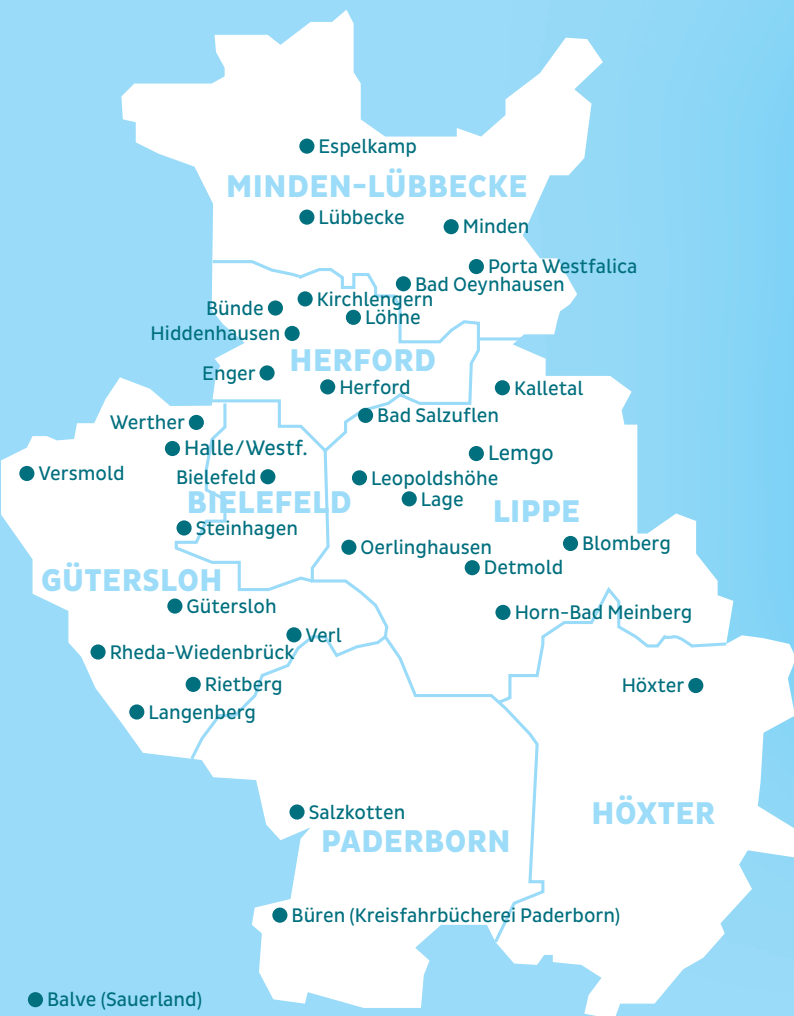 Espelkamp
MINDEN-LÜBBECKE
Lübbecke
Minden
Porta Westfalica
Bad Oeynhausen
Kirchlengern
Bünde
Löhne
Hiddenhausen
HERFORD
Enger
Herford
Kalletal
Bad Salzuflen
Werther
Halle/Westf.
Lemgo
Versmold
Bielefeld
Leopoldshöhe
BIELEFELD
Lage
LIPPE
Steinhagen
Oerlinghausen
Blomberg
Detmold
GÜTERSLOH
Gütersloh
Horn-Bad Meinberg
Verl
Rheda-Wiedenbrück
Rietberg
Höxter
Langenberg
Salzkotten
HÖXTER
PADERBORN
Büren (Kreisfahrbücherei Paderborn)
Balve (Sauerland)